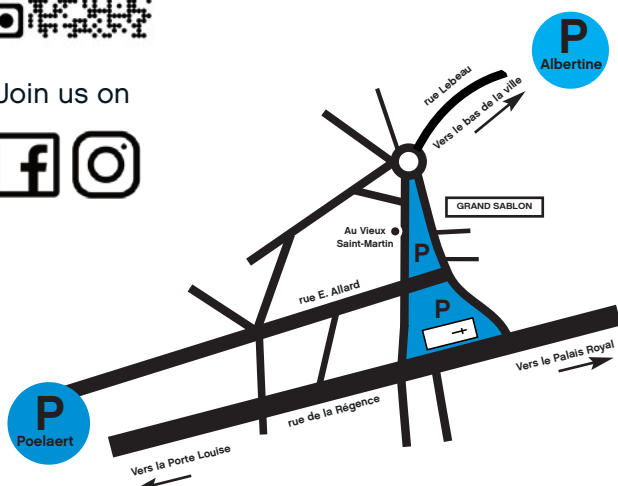 Join us on
P
Albertine
rue Lebeau
Vers le bas de la ville
GRAND SABLON
Au Vieux
Saint-Martin
P
rue E. Allard
P
Vers le Palais Royal
P
Poelaert
rue de la Régence
Vers la Porte Louise